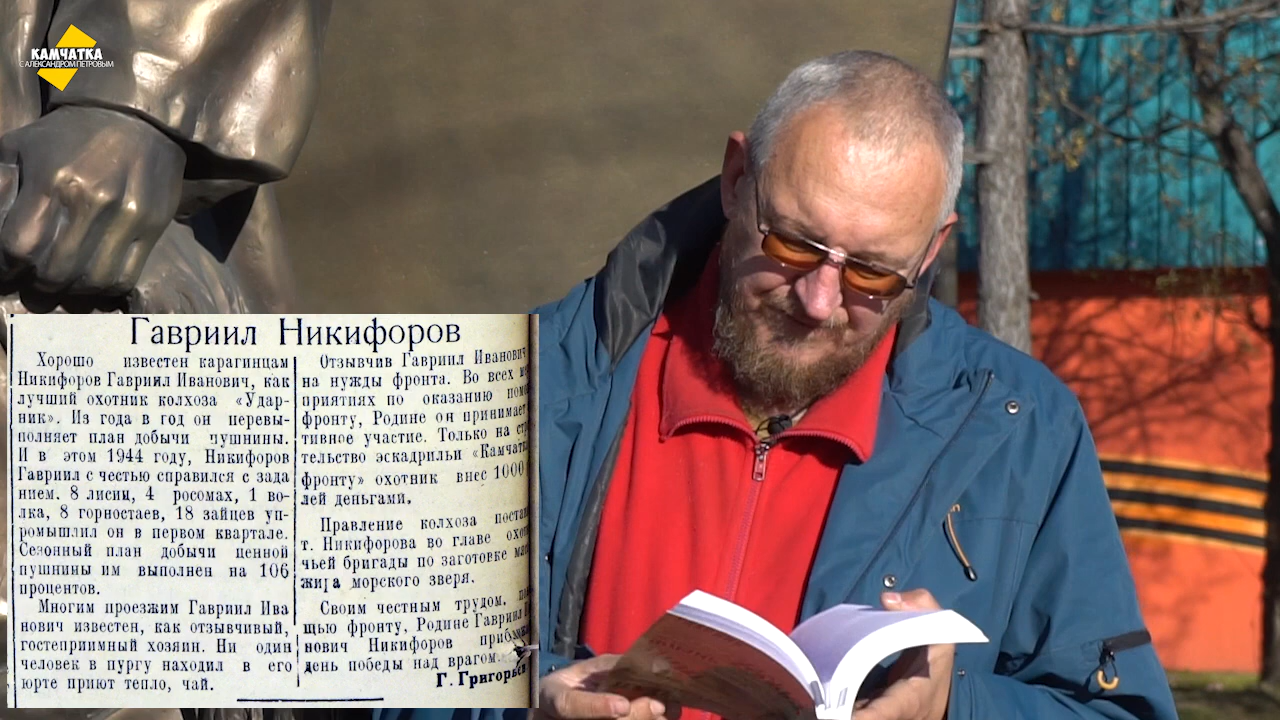 КАМЧАТКА
С АЛЕКСАНДРОМ ПЕТРОВЫМ
Гавриил Никифоров
Хорошо известен карагинцам
Никифоров Гавриил Иванович, как
лучший охотник колхоза «Удар-
ник». Из года в год он перевы-
полняет план добычи пушнины.
И в этом 1944 году, Никифоров
Гавриил с честью справился с зада
нием. 8 лисиц, 4 росомах, 1 во-
лка, 8 горностаев, 18 зайцев уп-
ромышлил он в первом квартале.
Сезонный план добычи ценной
пушнины им выполнен на 106
процентов.
Многим проезжим Гавриил Ива
нович известен, как отзывчивый,
гостеприимный хозяин. Ни один
человек в пургу находил в его
юрте приют тепло, чай.
Отзывчив Гавриил Иванович
на нужды фронта. Во всех
приятиях по оказанию
фронту, Родине он принимает
тивное участие. Только на
тельство эскадрильи «Камчатка
фронту» охотник внес 1000
лей деньгами.
Правление колхоза
т. Никифорова во главе
чьей бригады по заготовке
жира морского зверя.
Своим честным трудом,
щью фронту, Родине Гавриил
нович Никифоров
день победы над врагом.
Г. Григорьев